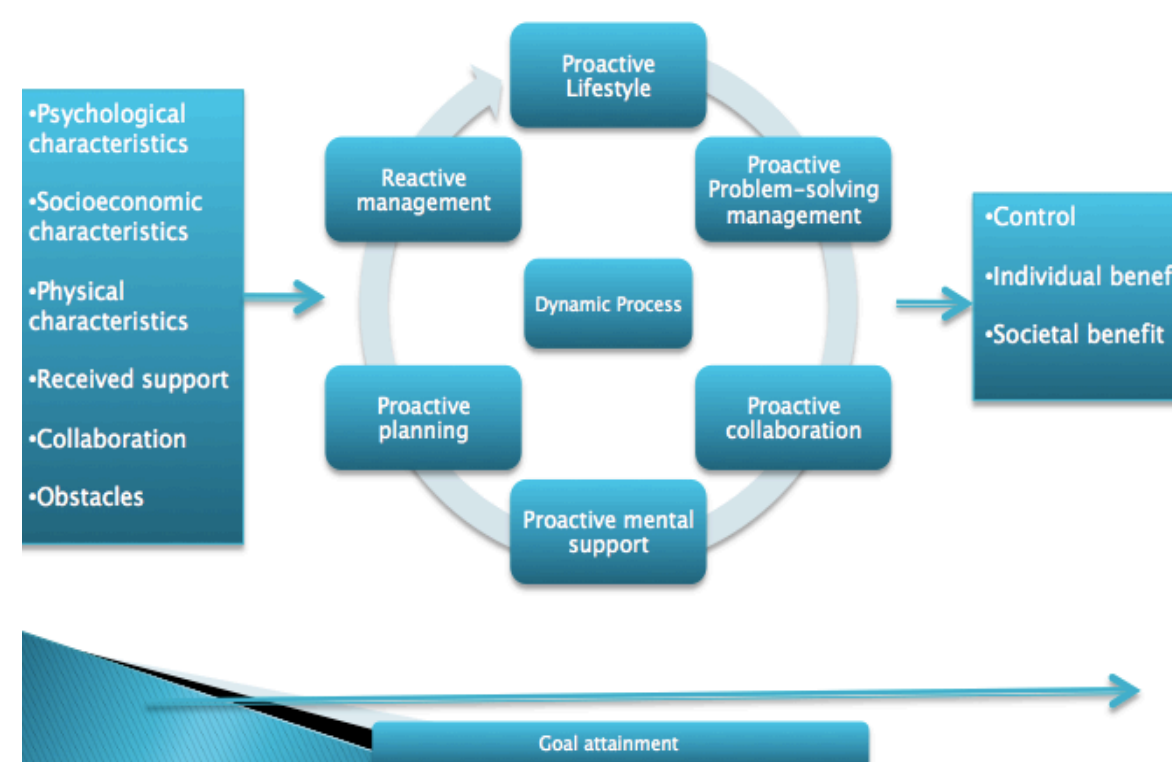 •Psychological
characteristics
•Socioeconomic
characteristics
•Physical
characteristics
•Received support
•Collaboration
•Obstacles
Proactive
Lifestyle
Proactive
Problem-solving
management
Proactive
collaboration
Proactive mental
support
Proactive
planning
Reactive
management
Dynamic Process
•Control
•Individual
•Societal benefit
Goal attainment